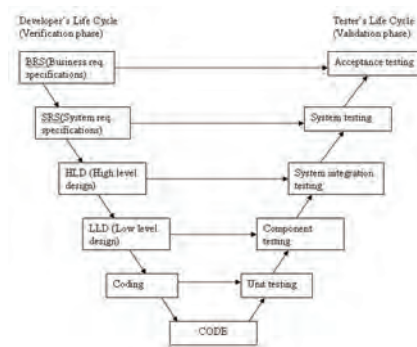 Developer's Life Cycle
(Verification phase)
Tester's Life Cycle
(Validation phase)
BRS(Business req.
specifications)
Acceptance testing
SRS(System req.
specifications)
System testing
HLD (High level
design)
System integration
testing
LLD (Low level
design)
Component
testing
Coding
Unit testing
CODE